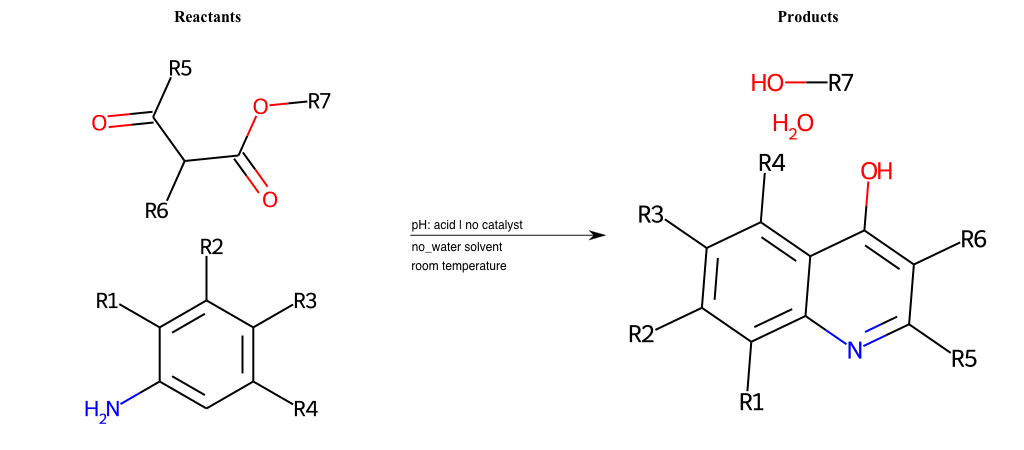 Reactants
Products
R5
O
O
R7
O
R6
HO R7
H2O
R4
OH
R3
R6
R2
N
R5
R1
pH: acid | no catalyst
no_water solvent
room temperature
R2
R1
R3
H2N
R4